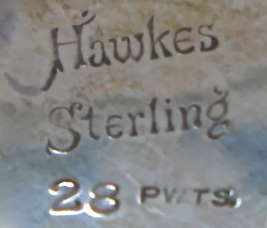 Hawkes
Sterling
28 PWTS.